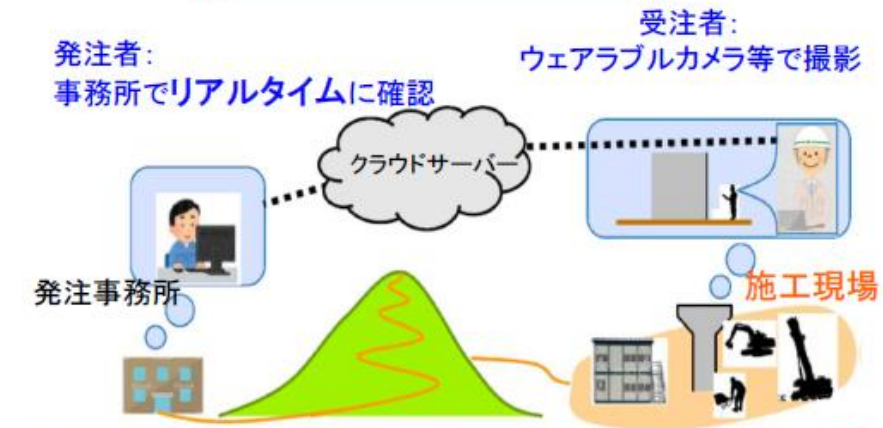 発注者:
事務所でリアルタイムに確認
受注者:
ウェアラブルカメラ等で撮影
クラウドサーバー
発注事務所
施工現場